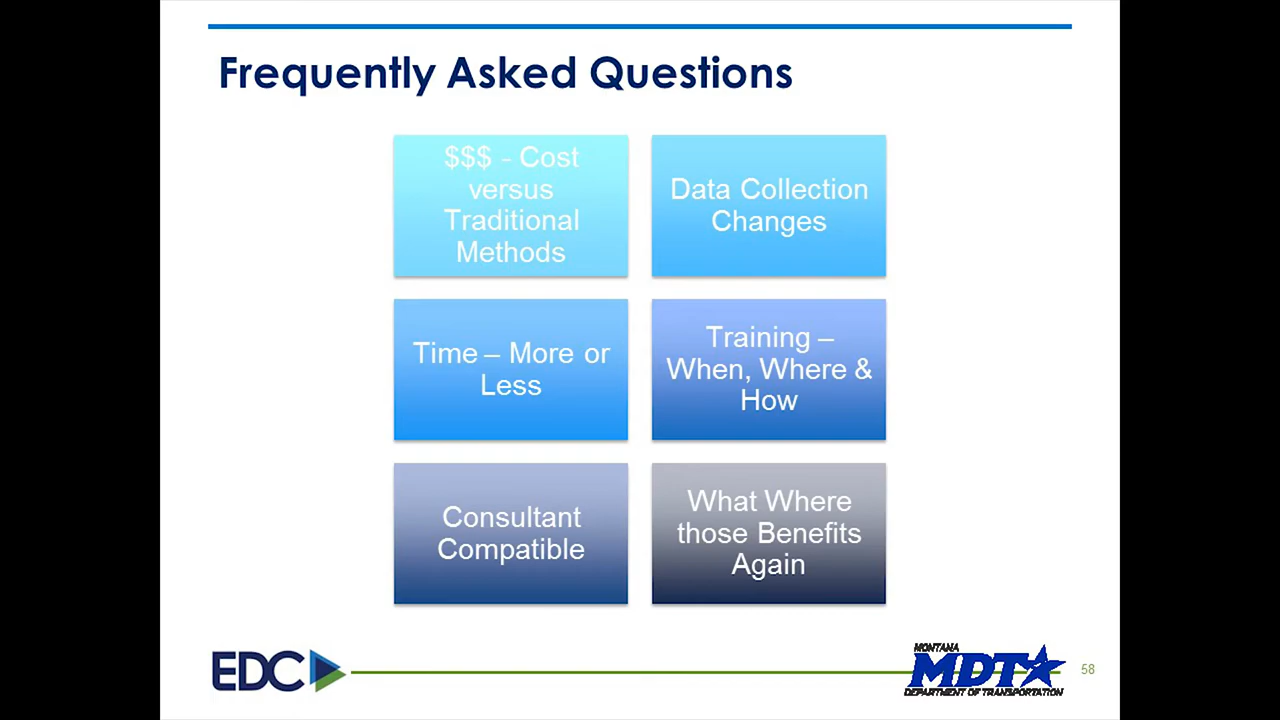 Frequently Asked Questions
$$$ - Cost
versus
Traditional
Methods
Data Collection
Changes
Time – More or
Less
Training –
When, Where &
How
Consultant
Compatible
What Where
those Benefits
Again
EDC
MONTANA
MDT
DEPARTMENT OF TRANSPORTATION
58